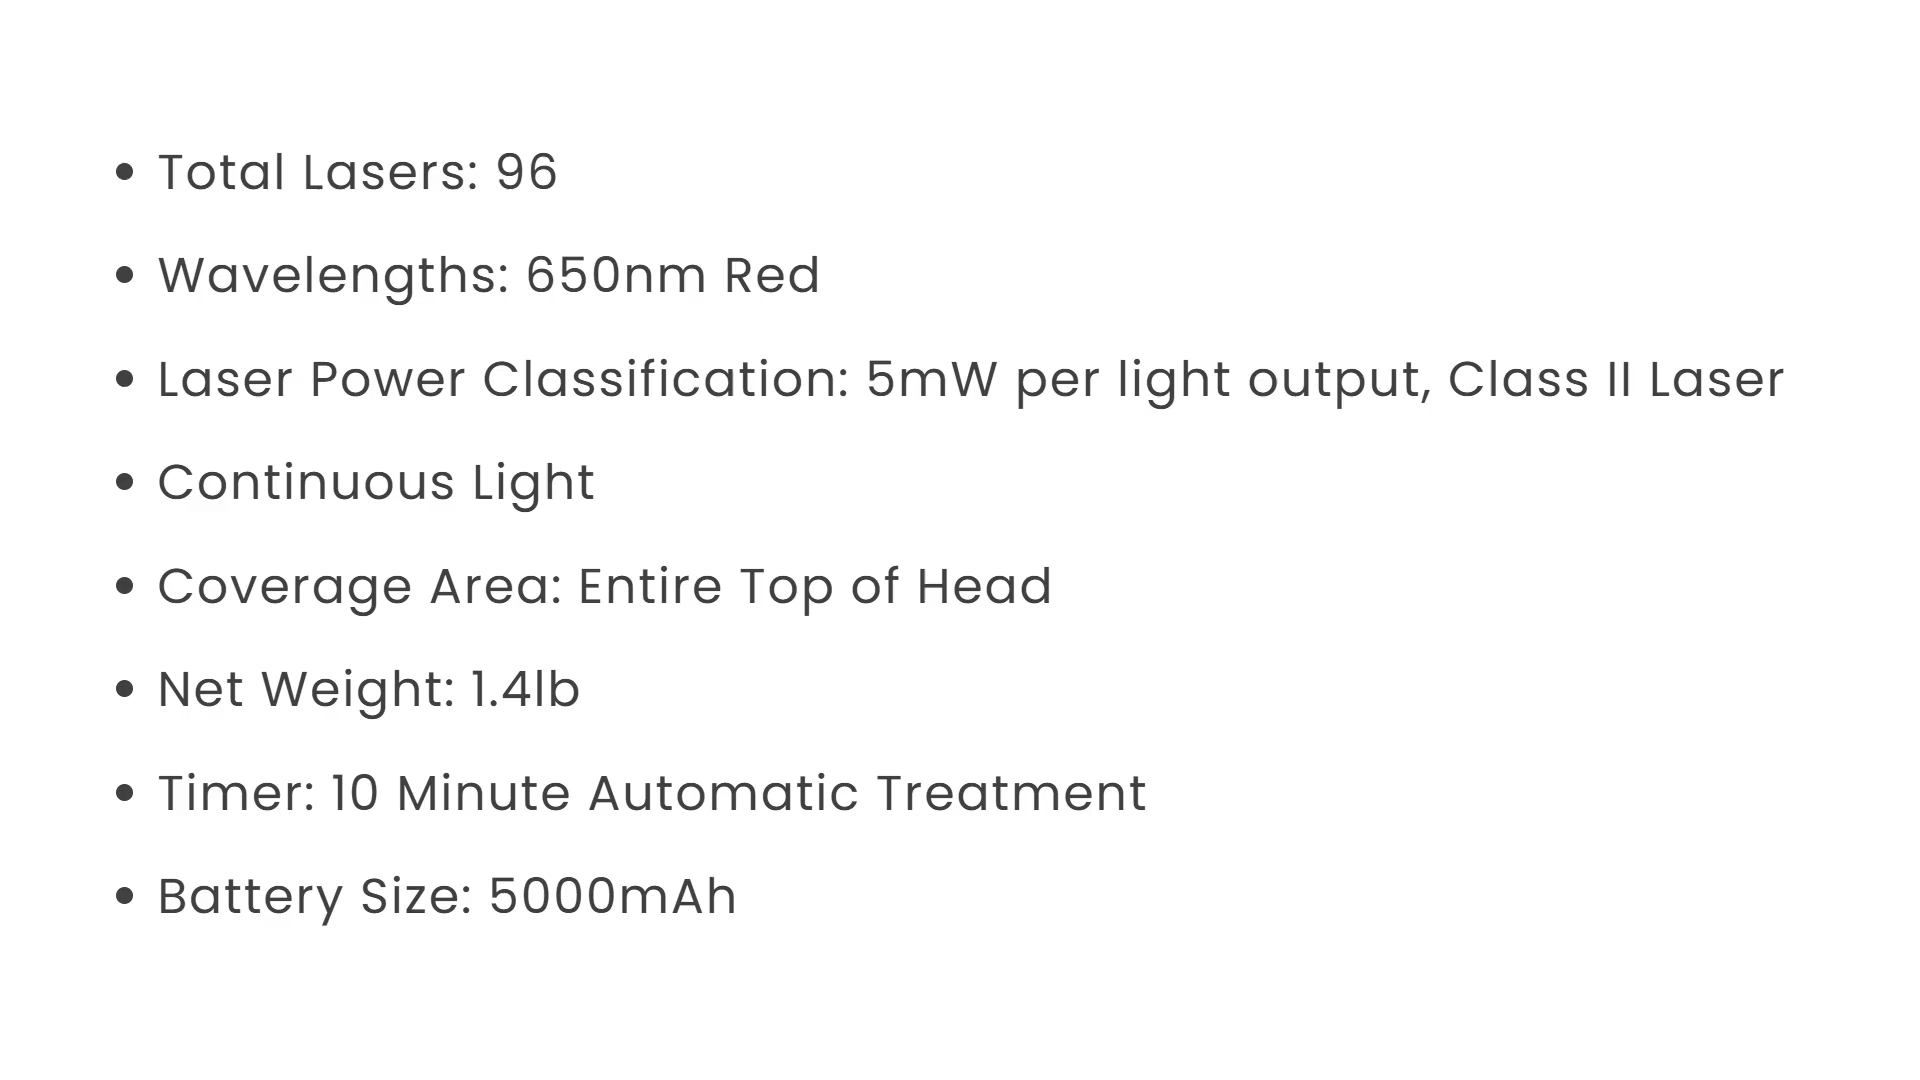 • Total Lasers: 96
• Wavelengths: 650nm Red
• Laser Power Classification: 5mW per light output, Class II Laser
• Continuous Light
• Coverage Area: Entire Top of Head
• Net Weight: 1.4lb
• Timer: 10 Minute Automatic Treatment
• Battery Size: 5000mAh